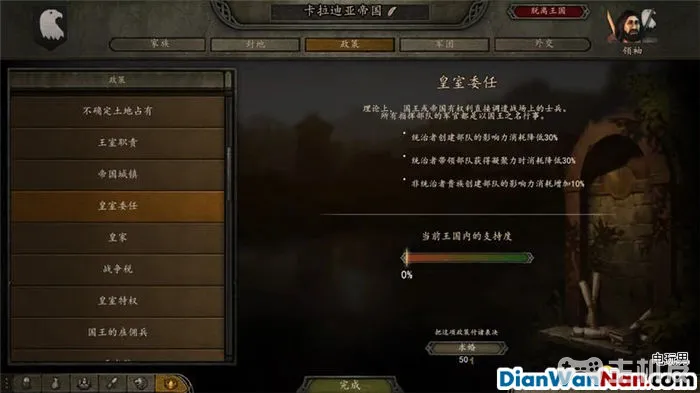 卡拉迪亚帝国
脱离王国
家族
封地
政策
军团
外交
领袖
政策
不确定土地占有
王室职责
帝国城镇
皇室委任
皇家
战争税
皇室特权
国王的雇佣兵
皇室委任
理论上，国王或帝国有权利直接调遣战场上的士兵。
所有指挥部队的军官都是以国王之名行事。
统治者创建部队的影响力消耗降低30%
统治者带领部队获得凝聚力时消耗降低30%
非统治者贵族创建部队的影响力消耗增加10%
当前王国内的支持度
0%
把这项政策付诸表决
50
完成
电玩男
DianWanNan.com